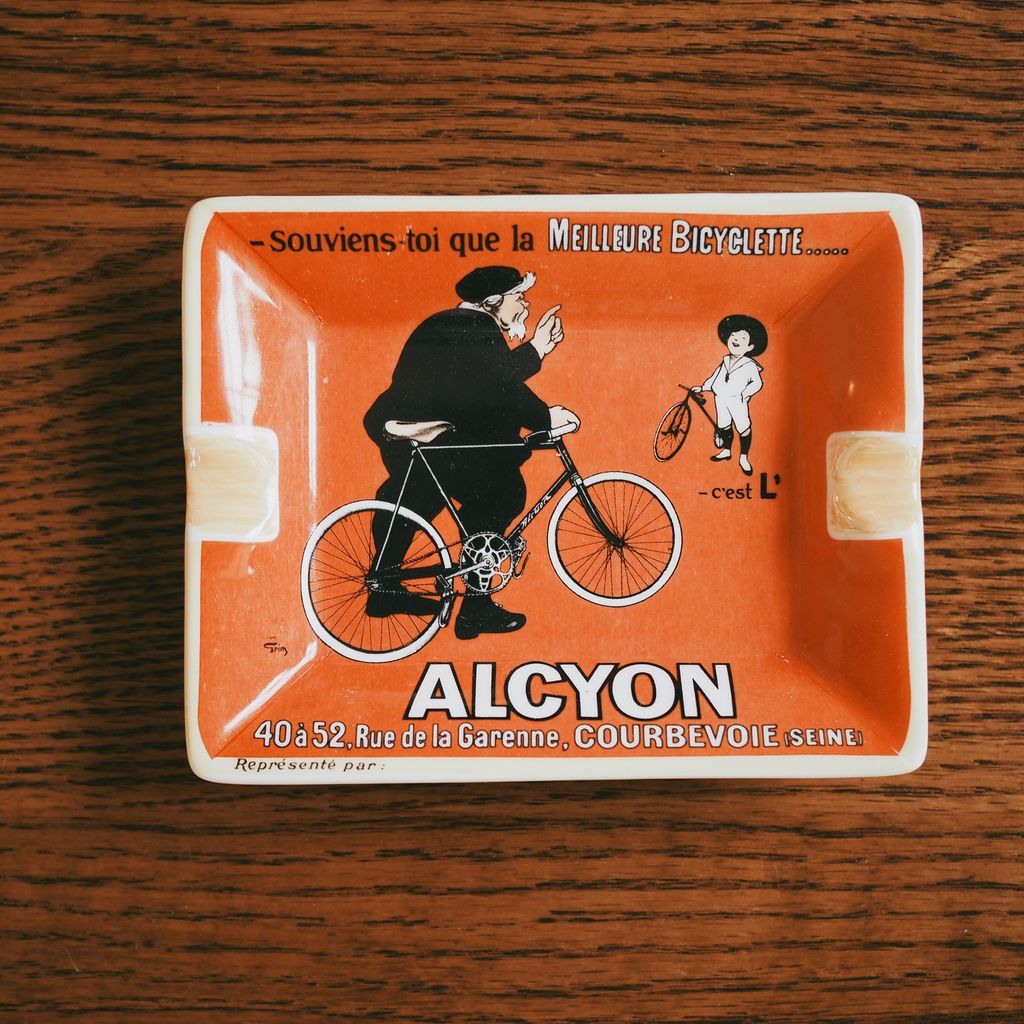 -Souviens-toi que la MEILLEURE BICYCLETTE.....
-c'est L'
ALCYON
40 à 52, Rue de la Garenne, COURBEVOIE (SEINE)
Représenté par :